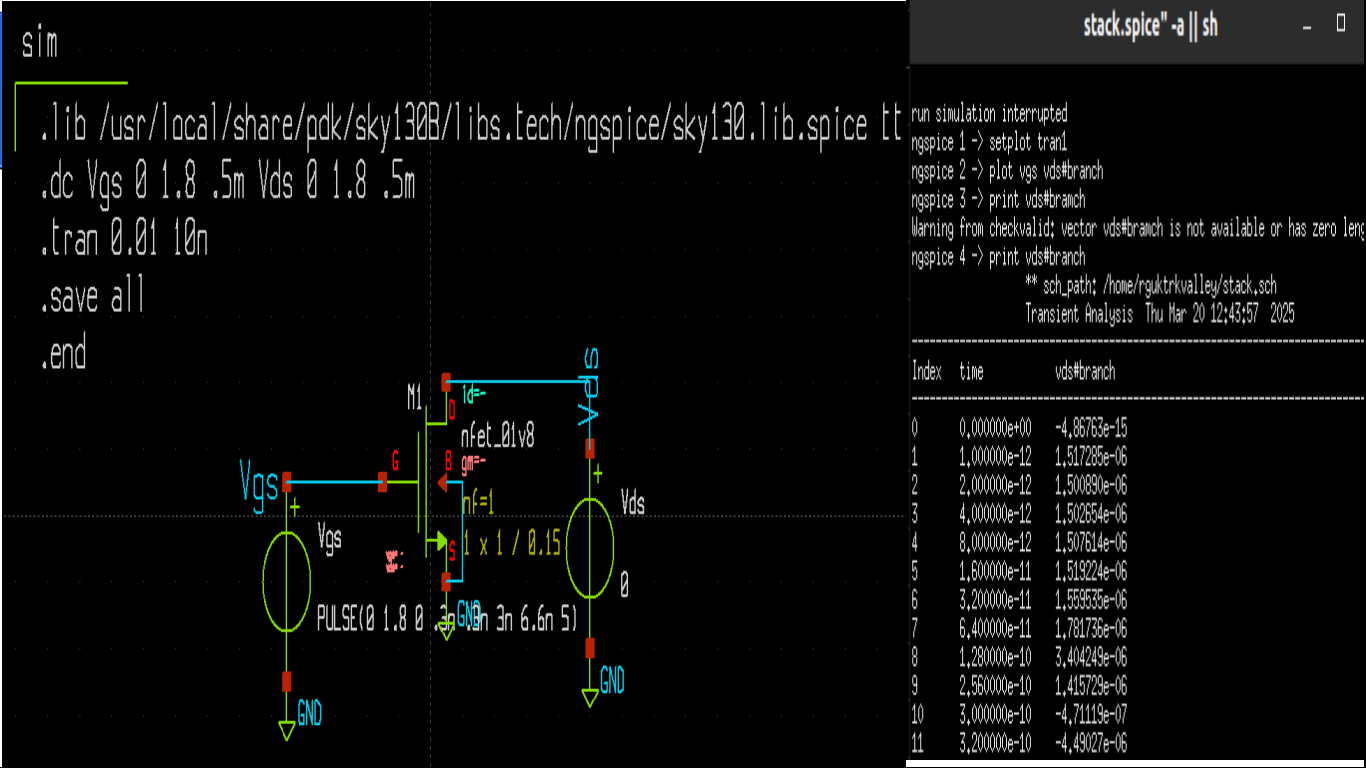 sim
.lib /usr/local/share/pdk/sky130B/libs.tech/ngspice/sky130.lib.spice tt
.dc Vgs 0 1.8 .5m Vds 0 1.8 .5m
.tran 0.01 10n
.save all
.end
Vds
M1
D
id=-
nfet_01v8
G
B
gm=-
Vgs
+
nf=1
1 x 1 / 0.15
S
GND
+
Vds
0
GND
Vgs
PULSE(0 1.8 0 .3n .3n 3n 6.6n 5)
GND
stack.spice" -a || sh
run simulation interrupted
ngspice 1 -> setplot tran1
ngspice 2 -> plot vgs vds#branch
ngspice 3 -> print vds#bramch
Warning from checkvalid: vector vds#bramch is not available or has zero leng
ngspice 4 -> print vds#branch
** sch_path: /home/rguktrkvalley/stack.sch
Transient Analysis Thu Mar 20 12:43:57 2025
Index time vds#branch
0 0.000000e+00 -4.86763e-15
1 1.000000e-12 1.517285e-06
2 2.000000e-12 1.500890e-06
3 4.000000e-12 1.502654e-06
4 8.000000e-12 1.507614e-06
5 1.600000e-11 1.519224e-06
6 3.200000e-11 1.559535e-06
7 6.400000e-11 1.781736e-06
8 1.280000e-10 3.404249e-06
9 2.560000e-10 1.415729e-06
10 3.000000e-10 -4.71119e-07
11 3.200000e-10 -4.49027e-06